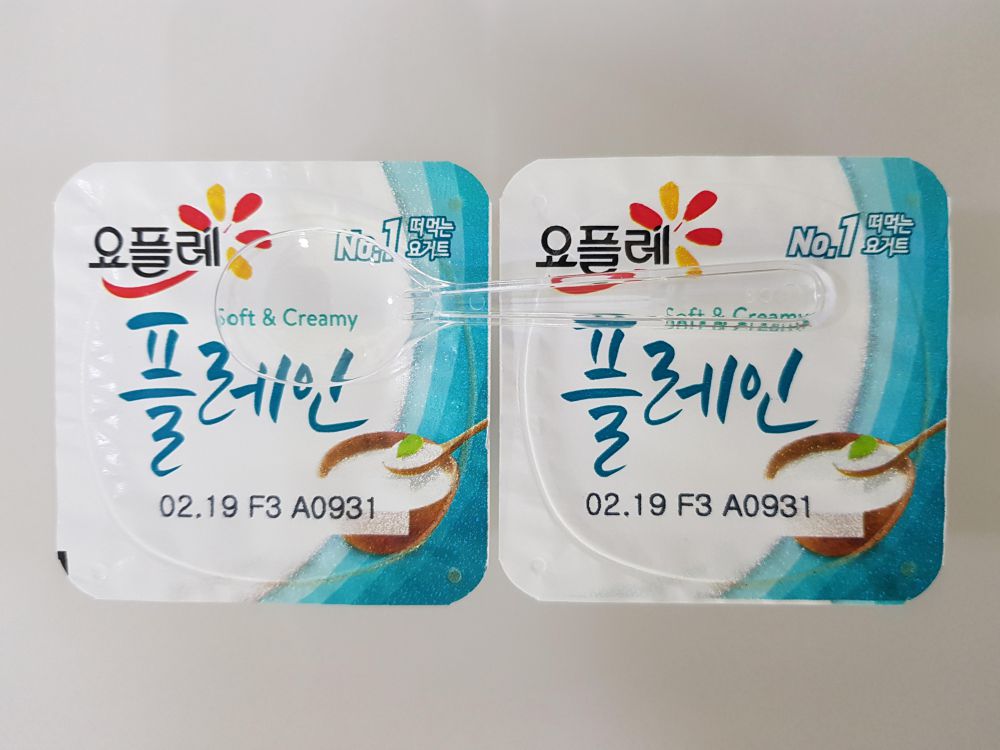 요플레
No.1 떠먹는
요거트
Soft & Creamy
플레인
02.19 F3 A0931
요플레
No.1 떠먹는
요거트
Soft & Creamy
플레인
02.19 F3 A0931